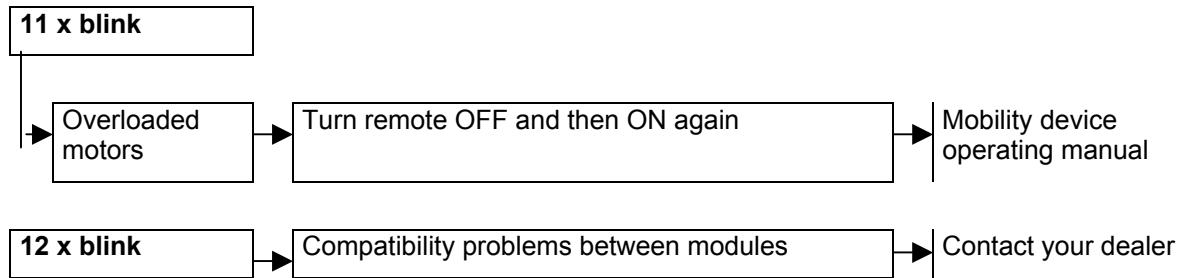 11 x blink
Overloaded
motors
Turn remote OFF and then ON again
Mobility device
operating manual
12 x blink
Compatibility problems between modules
Contact your dealer